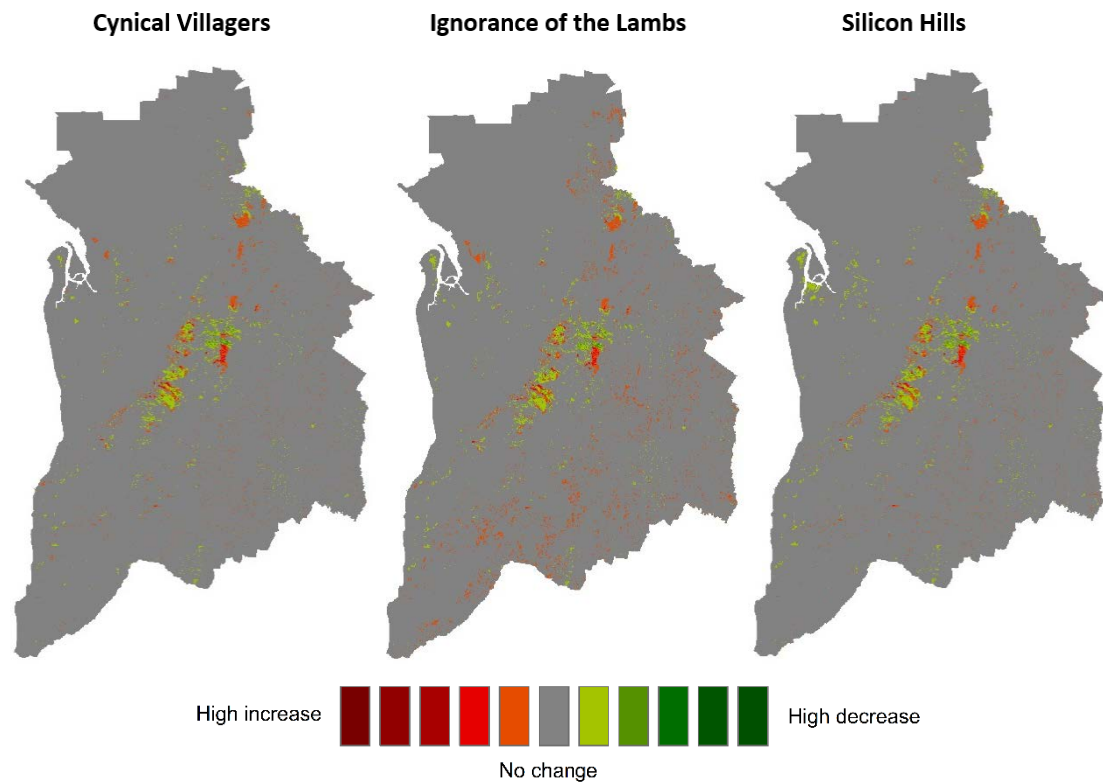 Cynical Villagers
Ignorance of the Lambs
Silicon Hills
High increase
High decrease
No change